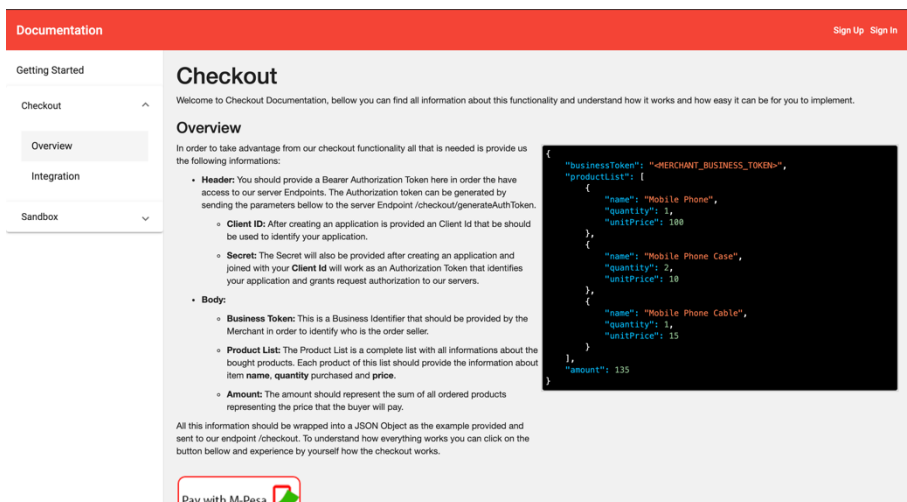 Documentation
Sign Up Sign In
Getting Started
Checkout
Overview
Integration
Sandbox
Checkout
Welcome to Checkout Documentation, bellow you can find all information about this functionality and understand how it works and how easy it can be for you to implement.
Overview
In order to take advantage from our checkout functionality all that is needed is provide us
the following informations:
• Header: You should provide a Bearer Authorization Token here in order the have
access to our server Endpoints. The Authorization token can be generated by
sending the parameters bellow to the server Endpoint /checkout/generateAuthToken.
◦ Client ID: After creating an application is provided an Client Id that be should
be used to identify your application.
◦ Secret: The Secret will also be provided after creating an application and
joined with your Client Id will work as an Authorization Token that identifies
your application and grants request authorization to our servers.
• Body:
◦ Business Token: This is a Business Identifier that should be provided by the
Merchant in order to identify who is the order seller.
◦ Product List: The Product List is a complete list with all informations about the
bought products. Each product of this list should provide the information about
item name, quantity purchased and price.
◦ Amount: The amount should represent the sum of all ordered products
representing the price that the buyer will pay.
All this information should be wrapped into a JSON Object as the example provided and
sent to our endpoint /checkout. To understand how everything works you can click on the
button bellow and experience by yourself how the checkout works.
Pay with M-Pesa
{
"businessToken": "<MERCHANT_BUSINESS_TOKEN>",
"productList": [
{
"name": "Mobile Phone",
"quantity": 1,
"unitPrice": 100
},
{
"name": "Mobile Phone Case",
"quantity": 2,
"unitPrice": 10
},
{
"name": "Mobile Phone Cable",
"quantity": 1,
"unitPrice": 15
}
],
"amount": 135
}